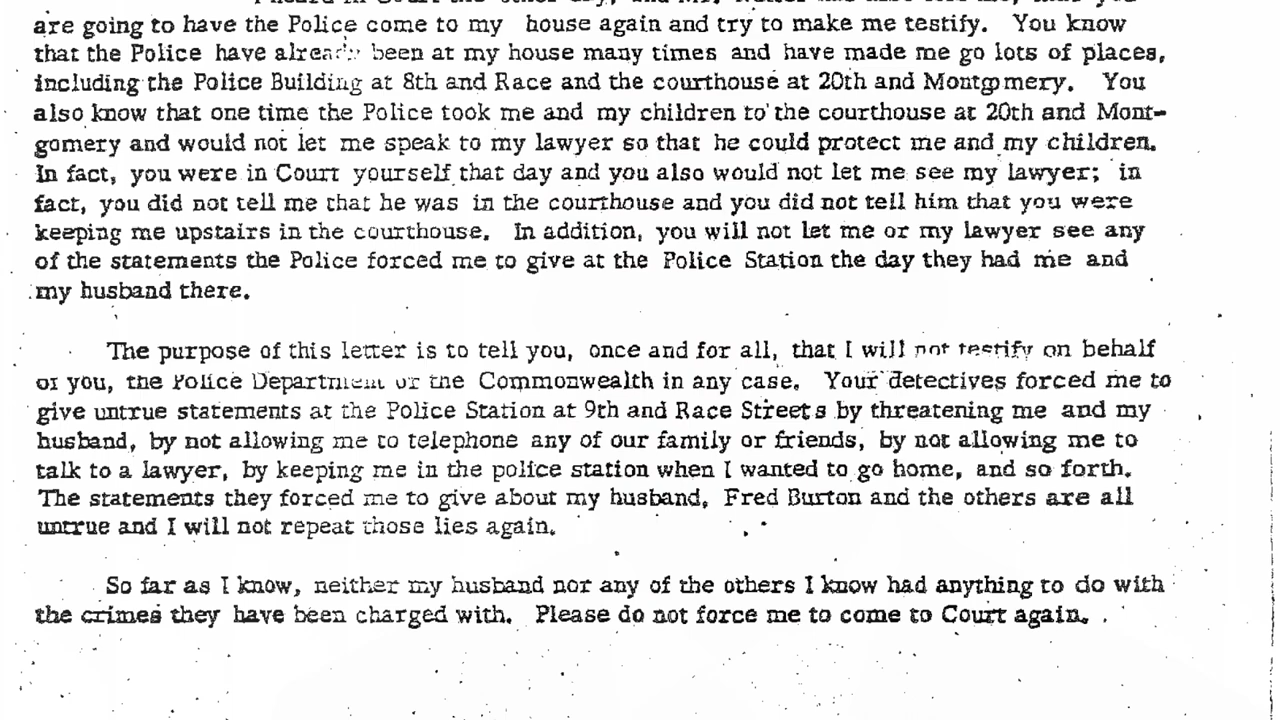 are going to have the Police come to my house again and try to make me testify. You know
that the Police have already been at my house many times and have made me go lots of places,
including the Police Building at 8th and Race and the courthouse at 20th and Montgomery. You
also know that one time the Police took me and my children to the courthouse at 20th and Mont-
gomery and would not let me speak to my lawyer so that he could protect me and my children.
In fact, you were in Court yourself that day and you also would not let me see my lawyer; in
fact, you did not tell me that he was in the courthouse and you did not tell him that you were
keeping me upstairs in the courthouse. In addition, you will not let me or my lawyer see any
of the statements the Police forced me to give at the Police Station the day they had me and
my husband there.
The purpose of this letter is to tell you, once and for all, that I will not testify on behalf
of you, the Police Department or the Commonwealth in any case. Your detectives forced me to
give untrue statements at the Police Station at 9th and Race Streets by threatening me and my
husband, by not allowing me to telephone any of our family or friends, by not allowing me to
talk to a lawyer, by keeping me in the police station when I wanted to go home, and so forth.
The statements they forced me to give about my husband, Fred Burton and the others are all
untrue and I will not repeat those lies again.
So far as I know, neither my husband nor any of the others I know had anything to do with
the crimes they have been charged with. Please do not force me to come to Court again.